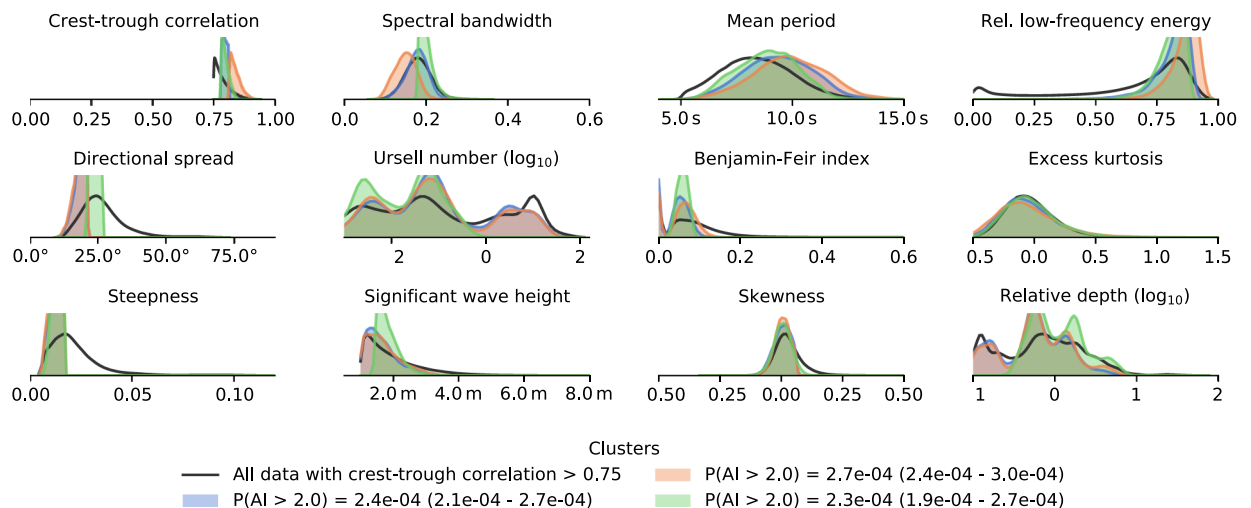 Crest-trough correlation Spectral bandwidth Mean period Rel. low-frequency energy
0.00 0.25 0.50 0.75 1.00 0.0 0.2 0.4 0.6 5.0 s 10.0 s 15.0 s 0.00 0.25 0.50 0.75 1.00
Directional spread Ursell number (log₁₀) Benjamin-Feir index Excess kurtosis
0.0° 25.0° 50.0° 75.0° 2 0 2 0.0 0.2 0.4 0.6 0.5 0.0 0.5 1.0 1.5
Steepness Significant wave height Skewness Relative depth (log₁₀)
0.00 0.05 0.10 2.0 m 4.0 m 6.0 m 8.0 m 0.50 0.25 0.00 0.25 0.50 1 0 1 2
Clusters
All data with crest-trough correlation > 0.75 P(AI > 2.0) = 2.7e-04 (2.4e-04 - 3.0e-04)
P(AI > 2.0) = 2.4e-04 (2.1e-04 - 2.7e-04) P(AI > 2.0) = 2.3e-04 (1.9e-04 - 2.7e-04)